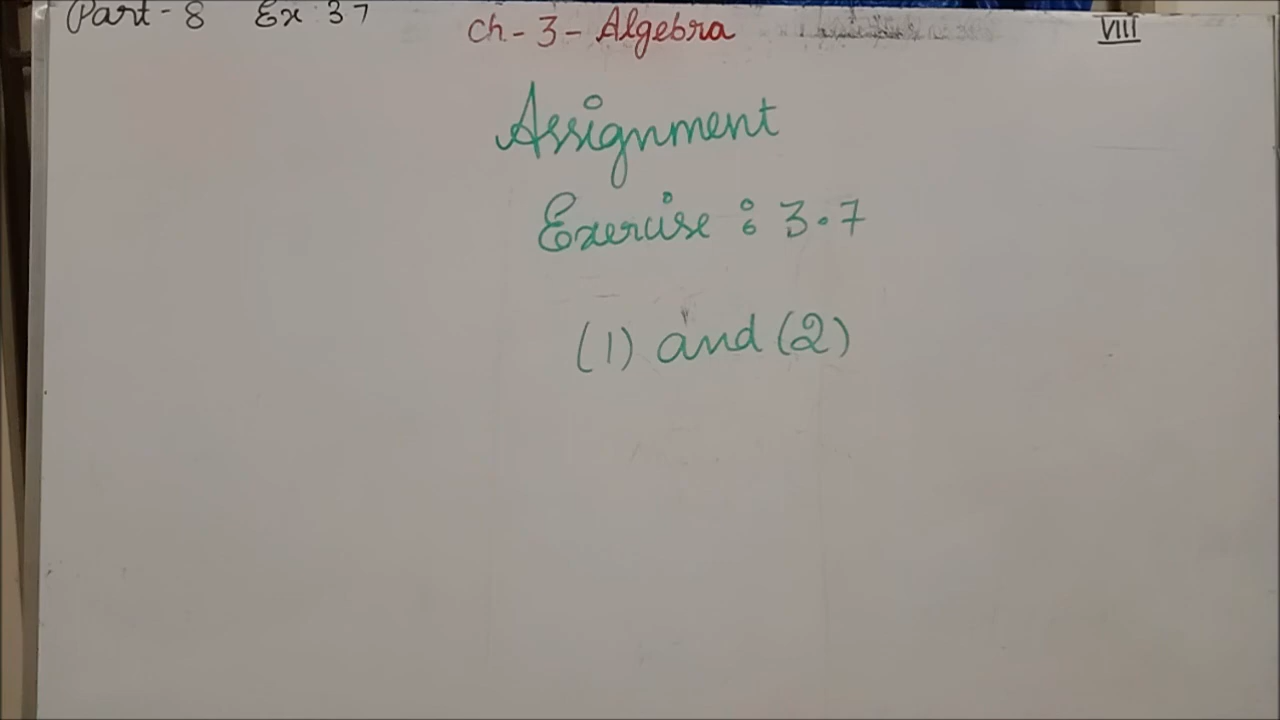 Part - 8 Ex 3 7 Ch - 3 - Algebra VIII
Assignment
Exercise : 3.7
(1) and (2)